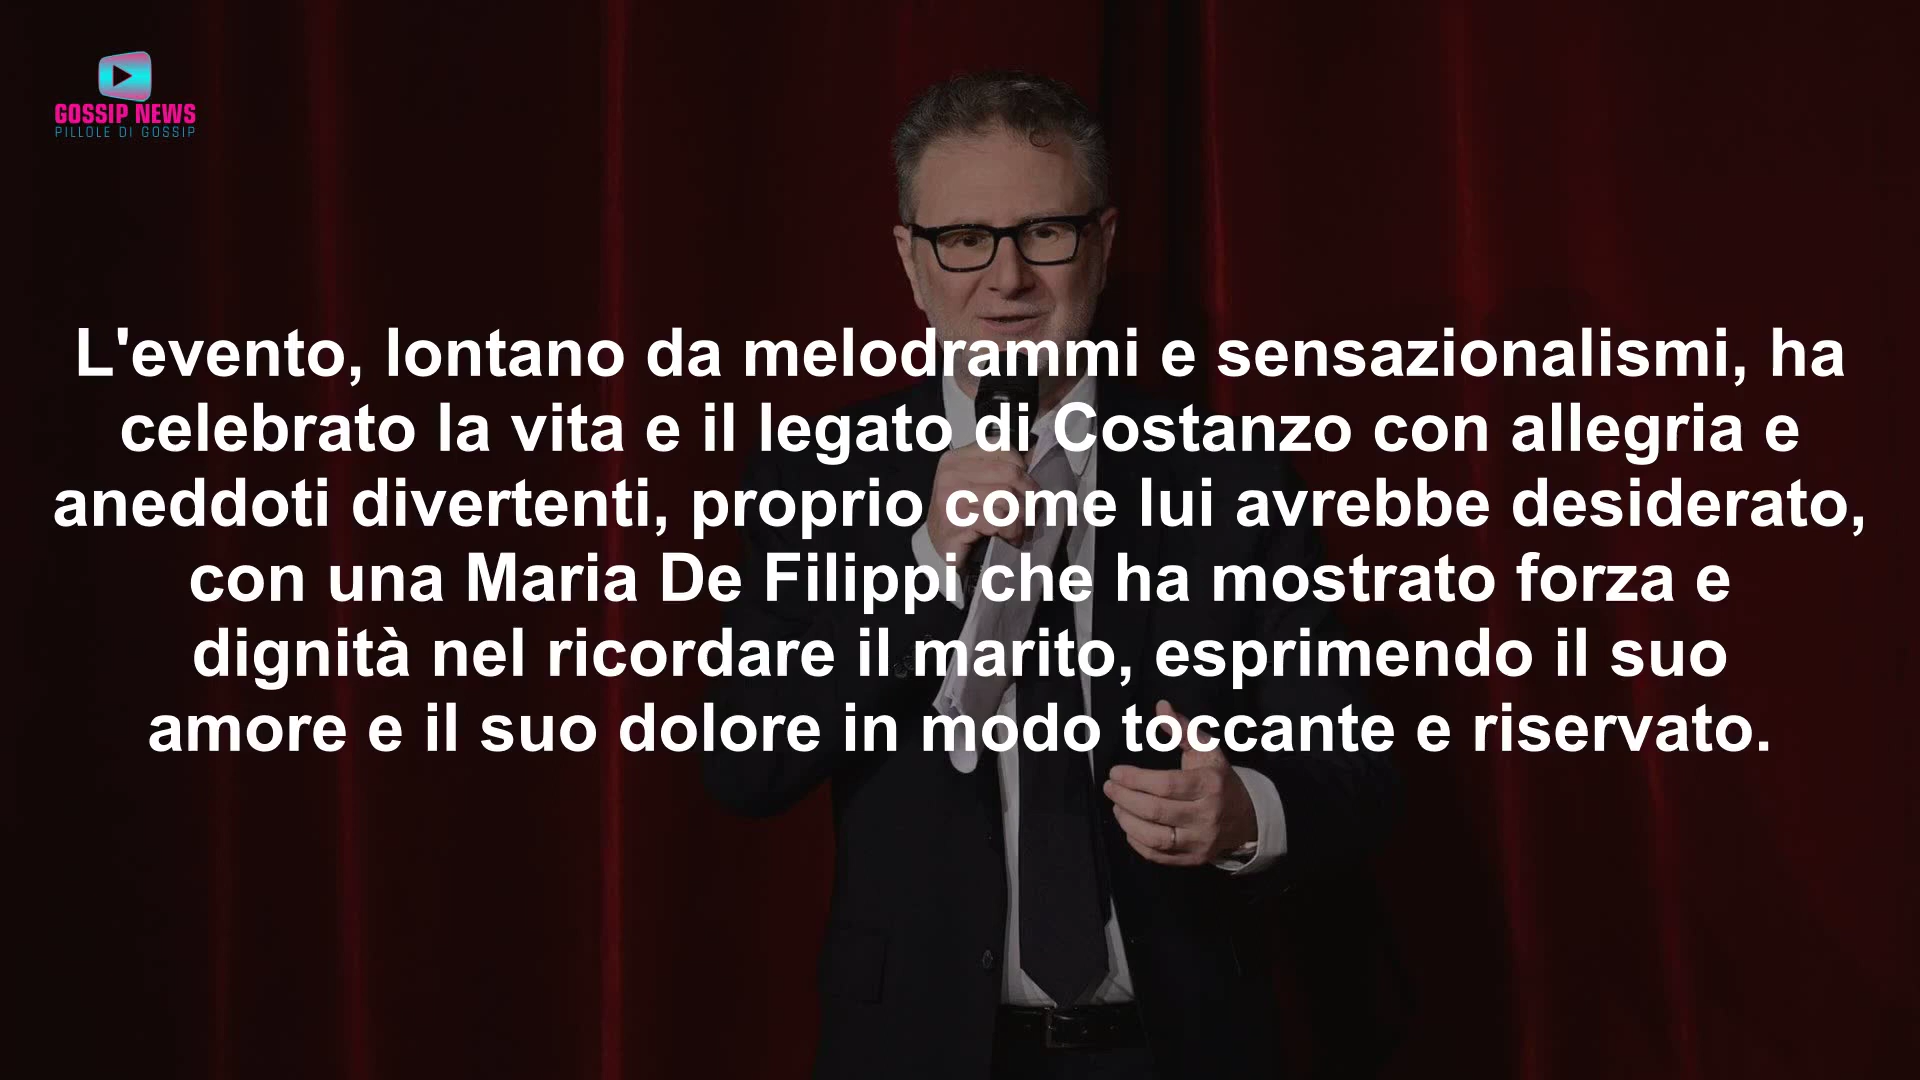 GOSSIP NEWS
PILLOLE DI GOSSIP
L'evento, lontano da melodrammi e sensazionalismi, ha
celebrato la vita e il legato di Costanzo con allegria e
aneddoti divertenti, proprio come lui avrebbe desiderato,
con una Maria De Filippi che ha mostrato forza e
dignità nel ricordare il marito, esprimendo il suo
amore e il suo dolore in modo toccante e riservato.